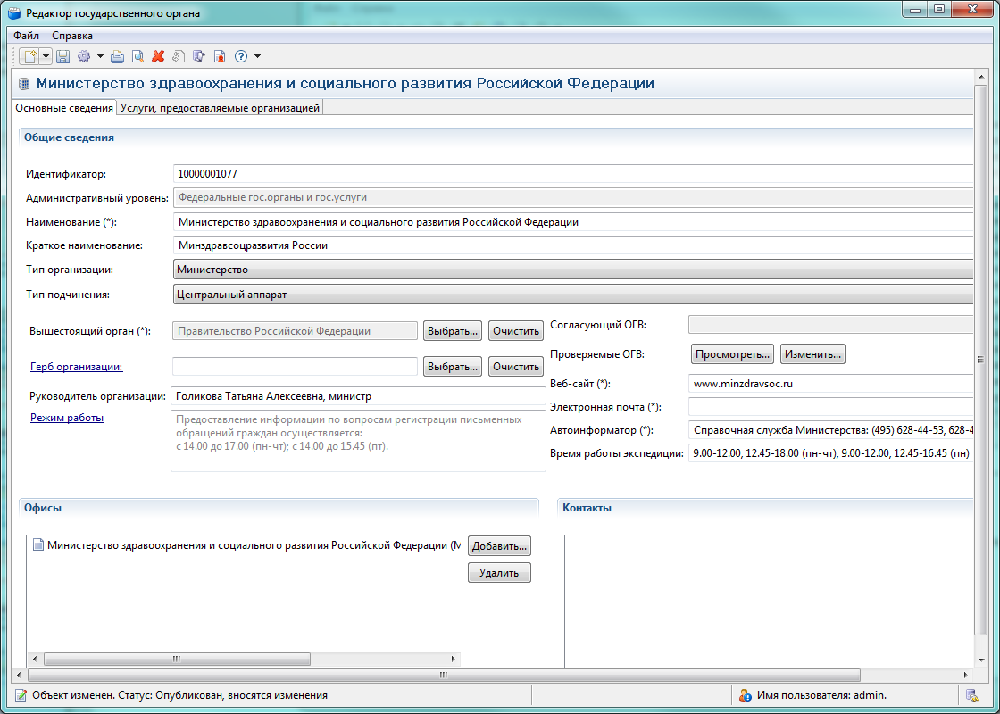 Редактор государственного органа
Файл Справка
Министерство здравоохранения и социального развития Российской Федерации
Основные сведения Услуги, предоставляемые организацией
Общие сведения
Идентификатор: 10000001077
Административный уровень: Федеральные гос.органы и гос.услуги
Наименование (*): Министерство здравоохранения и социального развития Российской Федерации
Краткое наименование: Минздравсоцразвития России
Тип организации: Министерство
Тип подчинения: Центральный аппарат
Вышестоящий орган (*): Правительство Российской Федерации Выбрать... Очистить
Герб организации: Выбрать... Очистить
Руководитель организации: Голикова Татьяна Алексеевна, министр
Режим работы Предоставление информации по вопросам регистрации письменных
обращений граждан осуществляется:
с 14.00 до 17.00 (пн-чт); с 14.00 до 15.45 (пт).
Согласующий ОГВ:
Проверяемые ОГВ: Просмотреть... Изменить...
Веб-сайт (*): www.minzdravsoc.ru
Электронная почта (*):
Автоинформатор (*): Справочная служба Министерства: (495) 628-44-53, 628-4
Время работы экспедиции: 9.00-12.00, 12.45-18.00 (пн-чт), 9.00-12.00, 12.45-16.45 (пн)
Офисы
Министерство здравоохранения и социального развития Российской Федерации (М
Добавить...
Удалить
Контакты
Объект изменен. Статус: Опубликован, вносятся изменения
Имя пользователя: admin.